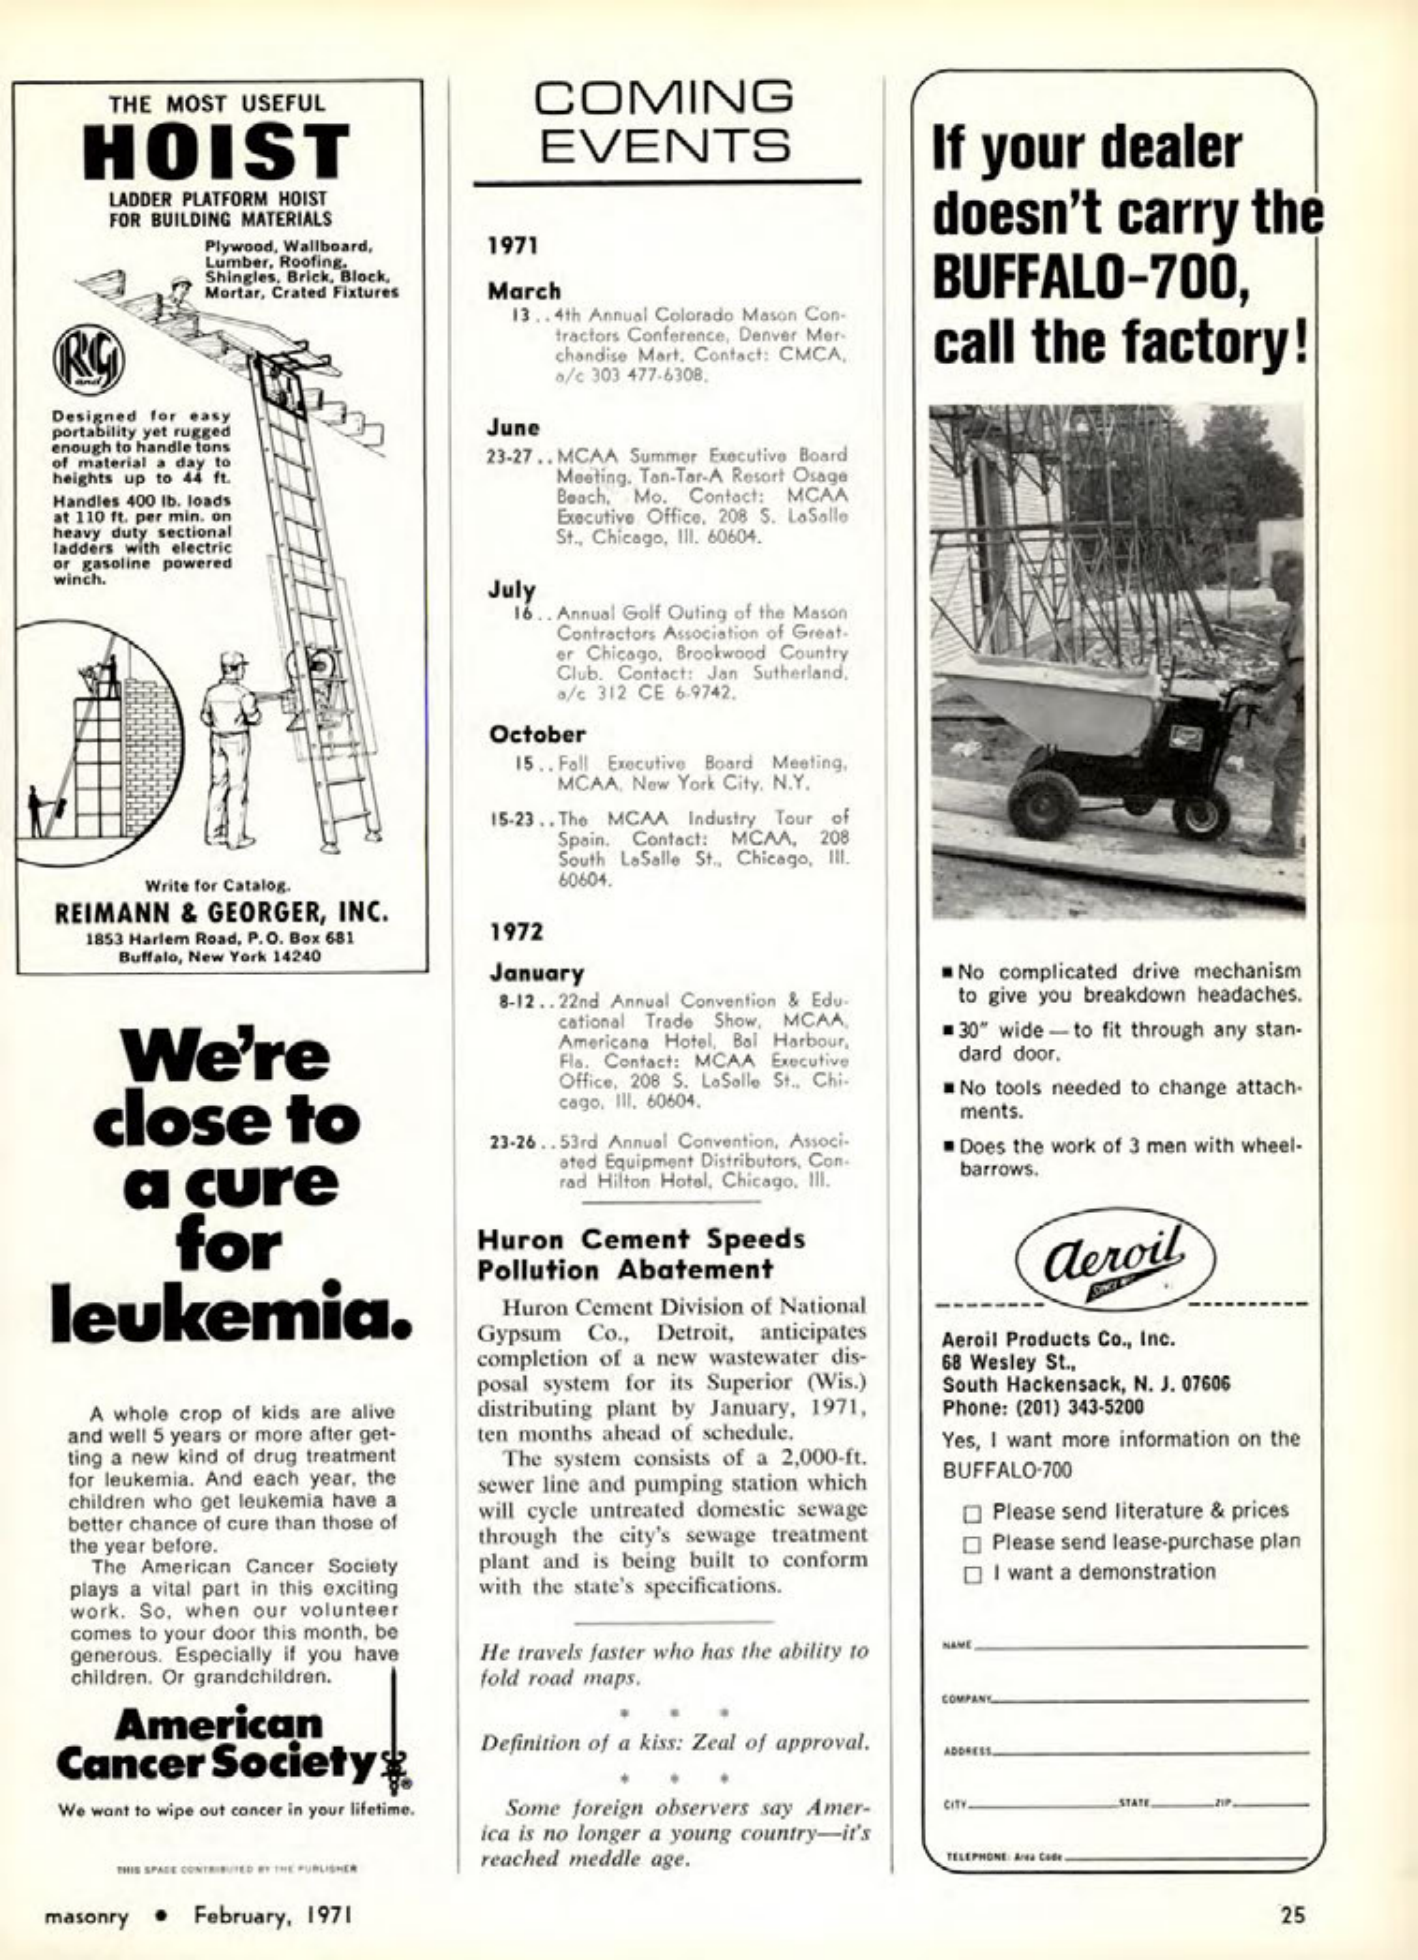 THE MOST USEFUL
HOIST
LADDER PLATFORM HOIST
FOR BUILDING MATERIALS
Plywood, Wallboard,
Lumber, Roofing,
Shingles, Brick, Block,
Mortar, Crated Fixtures
R and G
Designed for easy
portability yet rugged
enough to handle tons
of material a day to
heights up to 44 ft.
Handles 400 lb. loads
at 110 ft. per min. on
heavy duty sectional
ladders with electric
or gasoline powered
winch.
Write for Catalog.
REIMANN & GEORGER, INC.
1853 Harlem Road, P.O. Box 681
Buffalo, New York 14240
We're
close to
a cure
for
leukemia.
A whole crop of kids are alive
and well 5 years or more after get-
ting a new kind of drug treatment
for leukemia. And each year, the
children who get leukemia have a
better chance of cure than those of
the year before.
The American Cancer Society
plays a vital part in this exciting
work. So, when our volunteer
comes to your door this month, be
generous. Especially if you have
children. Or grandchildren.
American
Cancer Society®
We want to wipe out cancer in your lifetime.
THIS SPACE CONTRIBUTED BY THE PUBLISHER
COMING
EVENTS
1971
March
13 . . 4th Annual Colorado Mason Con-
tractors Conference, Denver Mer-
chandise Mart. Contact: CMCA,
a/c 303 477-6308.
June
23-27 . . MCAA Summer Executive Board
Meeting, Tan-Tar-A Resort Osage
Beach, Mo. Contact: MCAA
Executive Office, 208 S. LaSalle
St., Chicago, Ill. 60604.
July
16 . . Annual Golf Outing of the Mason
Contractors Association of Great-
er Chicago, Brookwood Country
Club. Contact: Jan Sutherland,
a/c 312 CE 6-9742.
October
15 . . Fall Executive Board Meeting,
MCAA, New York City, N.Y.
15-23 . . The MCAA Industry Tour of
Spain. Contact: MCAA, 208
South LaSalle St., Chicago, Ill.
60604.
1972
January
8-12 . . 22nd Annual Convention & Edu-
cational Trade Show, MCAA,
Americana Hotel, Bal Harbour,
Fla. Contact: MCAA Executive
Office, 208 S. LaSalle St., Chi-
cago, Ill. 60604.
23-26 . . 53rd Annual Convention, Associ-
ated Equipment Distributors, Con-
rad Hilton Hotel, Chicago, Ill.
Huron Cement Speeds
Pollution Abatement
Huron Cement Division of National
Gypsum Co., Detroit, anticipates
completion of a new wastewater dis-
posal system for its Superior (Wis.)
distributing plant by January, 1971,
ten months ahead of schedule.
The system consists of a 2,000-ft.
sewer line and pumping station which
will cycle untreated domestic sewage
through the city's sewage treatment
plant and is being built to conform
with the state's specifications.
He travels faster who has the ability to
fold road maps.
* * *
Definition of a kiss: Zeal of approval.
* * *
Some foreign observers say Amer-
ica is no longer a young country—it's
reached meddle age.
If your dealer
doesn't carry the
BUFFALO-700,
call the factory!
■ No complicated drive mechanism
to give you breakdown headaches.
■ 30″ wide — to fit through any stan-
dard door.
■ No tools needed to change attach-
ments.
■ Does the work of 3 men with wheel-
barrows.
Aeroil
Aeroil Products Co., Inc.
68 Wesley St.,
South Hackensack, N. J. 07606
Phone: (201) 343-5200
Yes, I want more information on the
BUFFALO-700
□ Please send literature & prices
□ Please send lease-purchase plan
□ I want a demonstration
NAME
COMPANY
ADDRESS
CITY STATE ZIP
TELEPHONE: Area Code
masonry • February, 1971
25